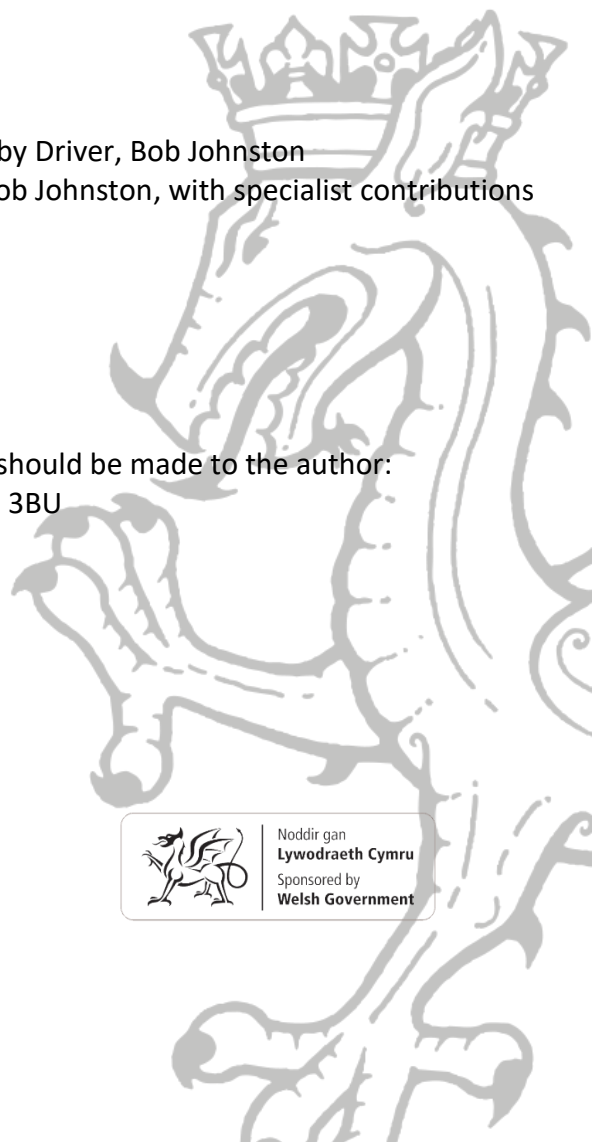 by Driver, Bob Johnston
ob Johnston, with specialist contributions
should be made to the author:
3BU
Noddir gan
Lywodraeth Cymru
Sponsored by
Welsh Government